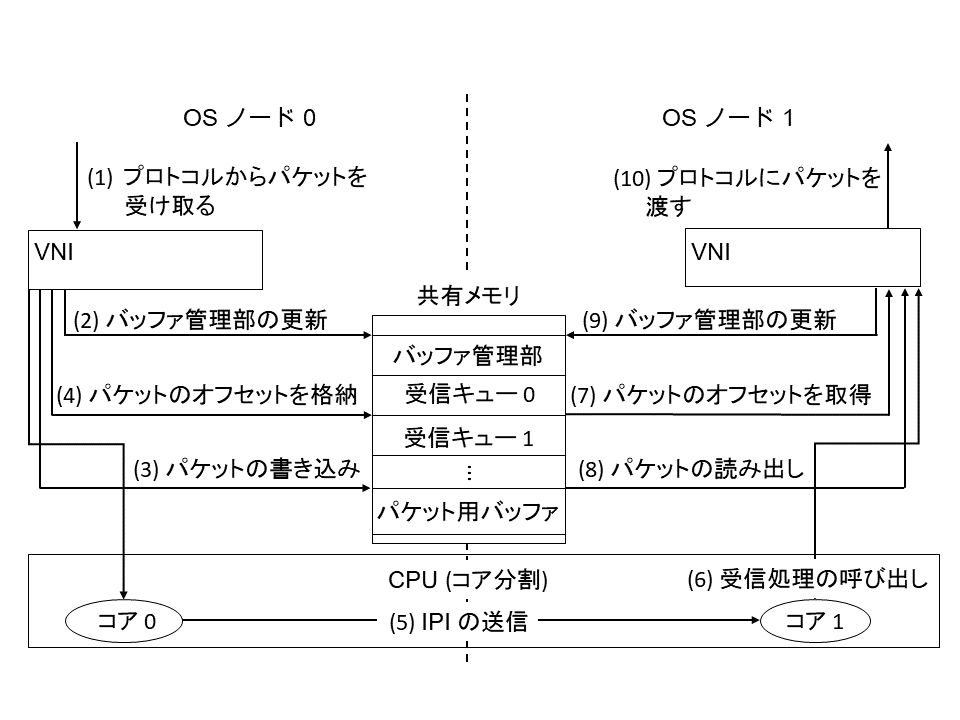 OS ノード 0
OS ノード 1
(1) プロトコルからパケットを
受け取る
(10) プロトコルにパケットを
渡す
VNI
VNI
共有メモリ
(2) バッファ管理部の更新
(9) バッファ管理部の更新
バッファ管理部
(4) パケットのオフセットを格納
受信キュー 0
(7) パケットのオフセットを取得
受信キュー 1
(3) パケットの書き込み
⋮
(8) パケットの読み出し
パケット用バッファ
CPU (コア分割)
(6) 受信処理の呼び出し
コア 0
(5) IPI の送信
コア 1